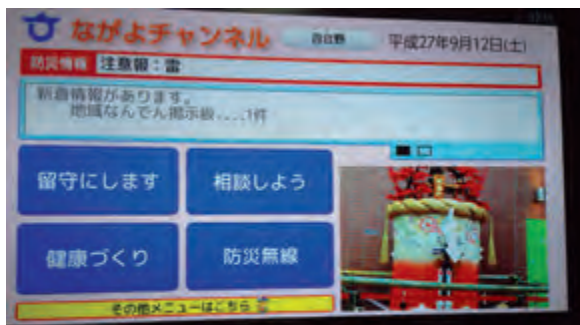 ながよチャンネル
平成27年9月12日(土)
防災情報 注意報:雷
新着情報があります。
地域なんでん掲示板....1件
留守にします
相談しよう
健康づくり
防災無線
その他メニューはこちら